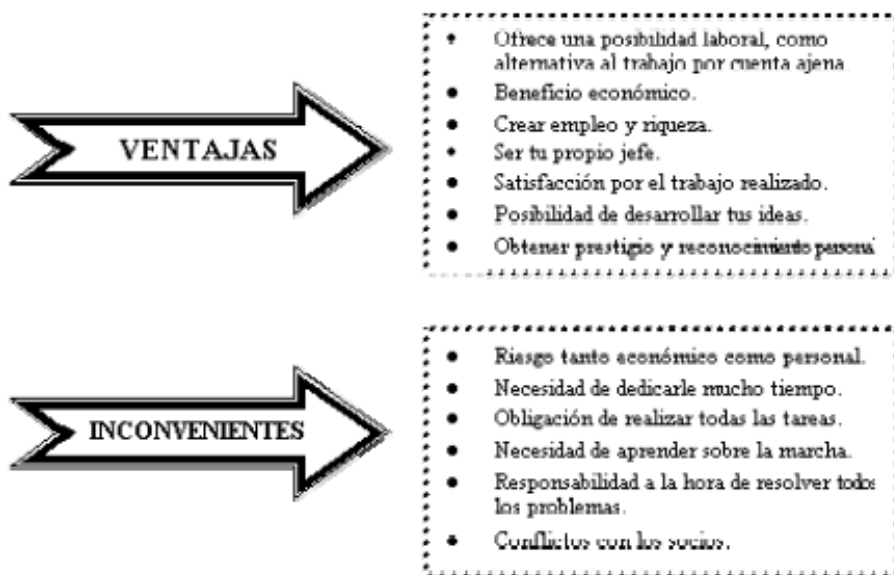 VENTAJAS
• Ofrece una posibilidad laboral, como
alternativa al trabajo por cuenta ajena
• Beneficio económico.
• Crear empleo y riqueza.
• Ser tu propio jefe.
• Satisfacción por el trabajo realizado.
• Posibilidad de desarrollar tus ideas.
• Obtener prestigio y reconocimiento personal
INCONVENIENTES
• Riesgo tanto económico como personal.
• Necesidad de dedicarle mucho tiempo.
• Obligación de realizar todas las tareas.
• Necesidad de aprender sobre la marcha.
• Responsabilidad a la hora de resolver todos
los problemas.
• Conflictos con los socios.